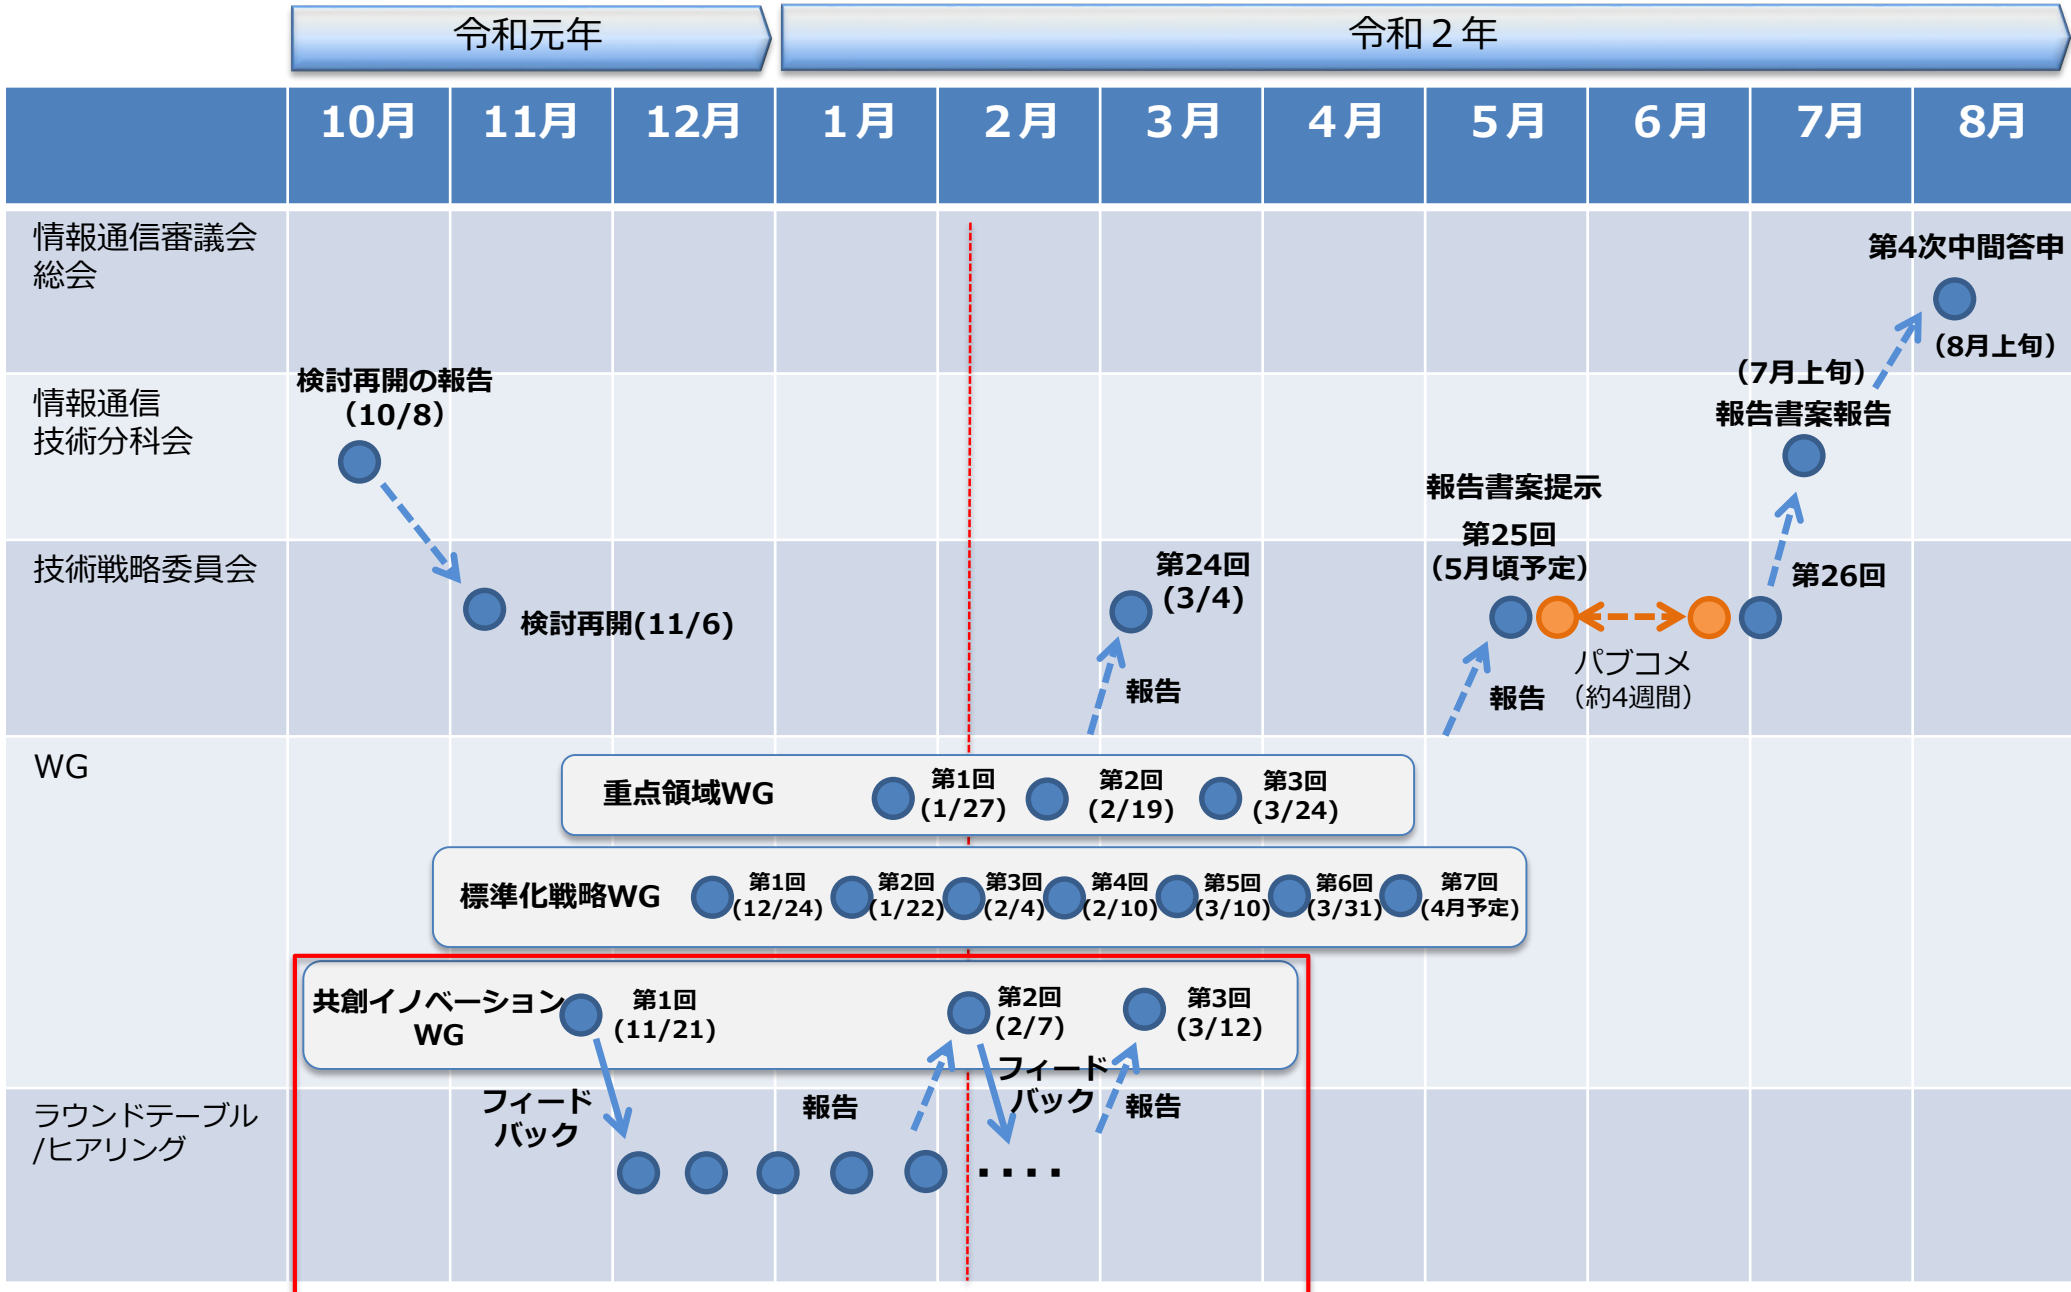 令和元年
令和２年
10月
11月
12月
１月
２月
３月
４月
５月
６月
7月
8月
情報通信審議会
総会
第4次中間答申
（8月上旬）
情報通信
技術分科会
検討再開の報告
（10/8）
（7月上旬）
報告書案報告
報告書案提示
技術戦略委員会
検討再開(11/6)
第24回
(3/4)
報告
第25回
（5月頃予定）
報告
パブコメ
（約4週間）
第26回
WG
重点領域WG
第1回
(1/27)
第2回
(2/19)
第3回
(3/24)
標準化戦略WG
第1回
(12/24)
第2回
(1/22)
第3回
(2/4)
第4回
(2/10)
第5回
(3/10)
第6回
(3/31)
第7回
(4月予定)
共創イノベーション
WG
第1回
(11/21)
第2回
(2/7)
第3回
(3/12)
ラウンドテーブル
/ヒアリング
フィード
バック
報告
フィード
バック
報告
・・・・